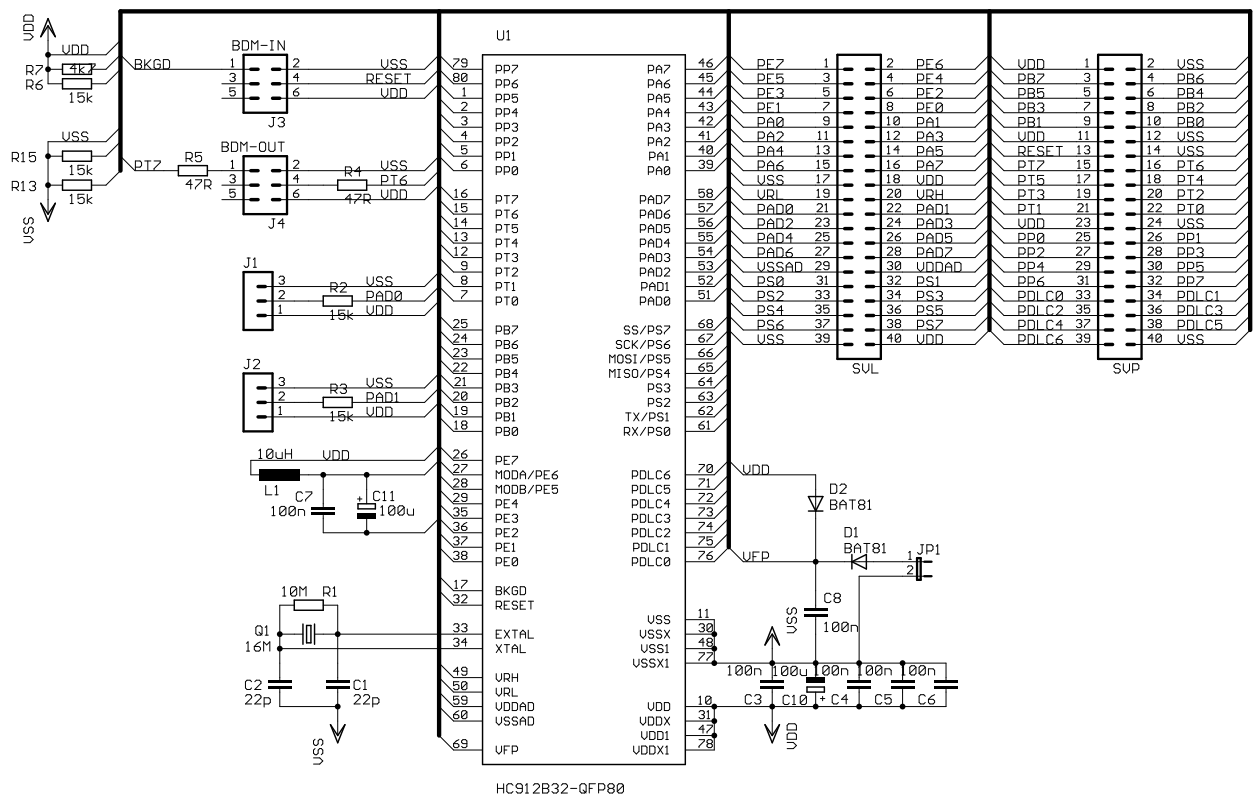 VDD
VDD
R7 4k7
R6
15k
BKGD
BDM-IN
1 2 VSS
3 4 RESET
5 6 VDD
J3
VSS
R15
15k
R13
15k
VSS
PT7 R5
47R
BDM-OUT
1 2 VSS
3 4 R4 PT6
47R
5 6 VDD
J4
J1
3 VSS
2 R2 PAD0
15k
1 VDD
J2
3 VSS
2 R3 PAD1
15k
1 VDD
10uH VDD
L1
C7
100n
+ C11
100u
10M R1
Q1
16M
C2
22p
C1
22p
VSS
U1
79 PP7
80 PP6
1 PP5
2 PP4
3 PP3
4 PP2
5 PP1
6 PP0
16 PT7
15 PT6
14 PT5
13 PT4
12 PT3
9 PT2
8 PT1
7 PT0
25 PB7
24 PB6
23 PB5
22 PB4
21 PB3
20 PB2
19 PB1
18 PB0
26 PE7
27 MODA/PE6
28 MODB/PE5
29 PE4
35 PE3
36 PE2
37 PE1
38 PE0
17 BKGD
32 RESET
33 EXTAL
34 XTAL
49 VRH
50 VRL
59 VDDAD
60 VSSAD
69 VFP
PA7 46
PA6 45
PA5 44
PA4 43
PA3 42
PA2 41
PA1 40
PA0 39
PAD7 58
PAD6 57
PAD5 56
PAD4 55
PAD3 54
PAD2 53
PAD1 52
PAD0 51
SS/PS7 68
SCK/PS6 67
MOSI/PS5 66
MISO/PS4 65
PS3 64
PS2 63
TX/PS1 62
RX/PS0 61
PDLC6 70
PDLC5 71
PDLC4 72
PDLC3 73
PDLC2 74
PDLC1 75
PDLC0 76
VSS 11
VSSX 30
VSS1 48
VSSX1 77
VDD 10
VDDX 31
VDD1 47
VDDX1 78
HC912B32-QFP80
PE7 1 2 PE6
PE5 3 4 PE4
PE3 5 6 PE2
PE1 7 8 PE0
PA0 9 10 PA1
PA2 11 12 PA3
PA4 13 14 PA5
PA6 15 16 PA7
VSS 17 18 VDD
VRL 19 20 VRH
PAD0 21 22 PAD1
PAD2 23 24 PAD3
PAD4 25 26 PAD5
PAD6 27 28 PAD7
VSSAD 29 30 VDDAD
PS0 31 32 PS1
PS2 33 34 PS3
PS4 35 36 PS5
PS6 37 38 PS7
VSS 39 40 VDD
SVL
VDD 1 2 VSS
PB7 3 4 PB6
PB5 5 6 PB4
PB3 7 8 PB2
PB1 9 10 PB0
VDD 11 12 VSS
RESET 13 14 VSS
PT7 15 16 PT6
PT5 17 18 PT4
PT3 19 20 PT2
PT1 21 22 PT0
VDD 23 24 VSS
PP0 25 26 PP1
PP2 27 28 PP3
PP4 29 30 PP5
PP6 31 32 PP7
PDLC0 33 34 PDLC1
PDLC2 35 36 PDLC3
PDLC4 37 38 PDLC5
PDLC6 39 40 VSS
SVP
VDD
D2
BAT81
VFP
D1
BAT81
1 JP1
2
C8
100n
VSS
100n 100u 100n 100n 100n
C3 C10 + C4 C5 C6
VDD